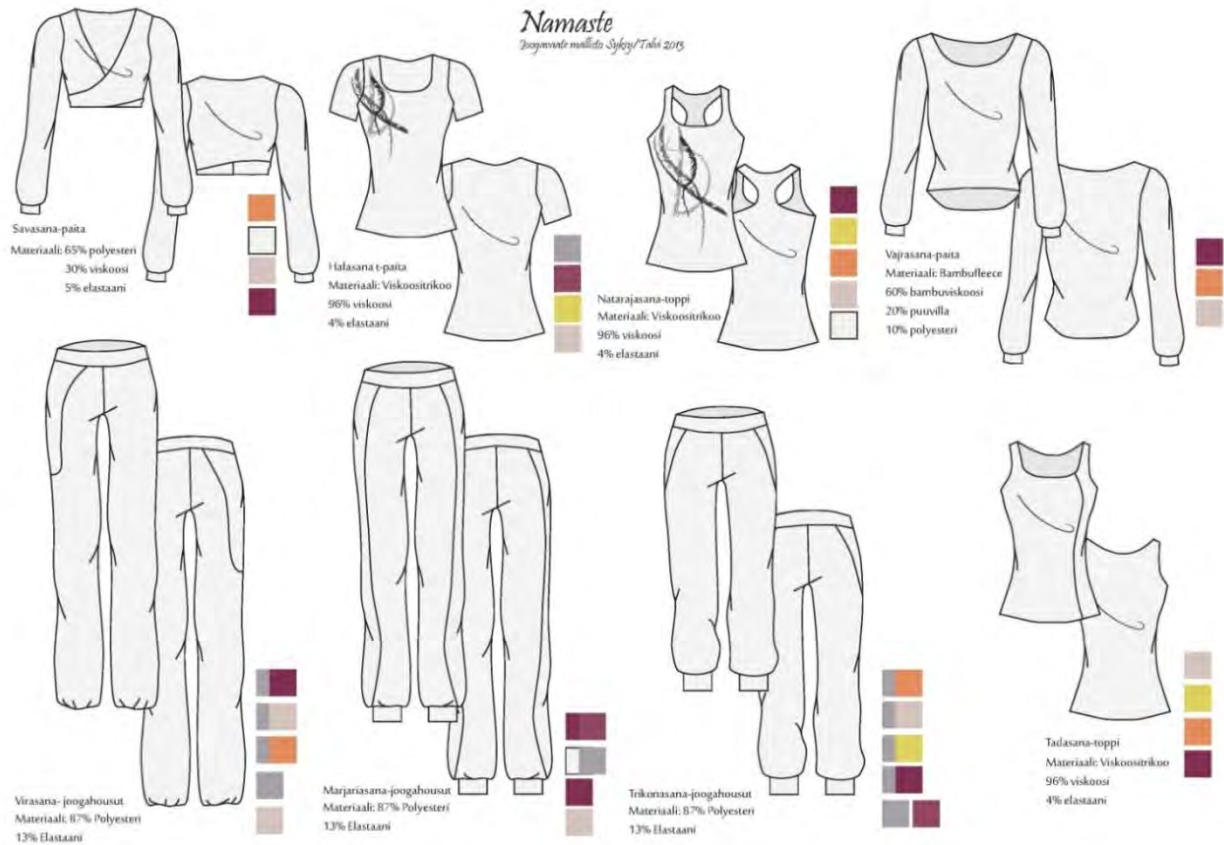 Namaste
Joogavaate mallisto Syksy/Talvi 2013
Savasana-paita
Materiaali: 65% polyesteri
30% viskoosi
5% elastaani
Halasana t-paita
Materiaali: Viskoositrikoo
96% viskoosi
4% elastaani
Natarajasana-toppi
Materiaali: Viskoositrikoo
96% viskoosi
4% elastaani
Vajrasana-paita
Materiaali: Bambufleece
60% bambuviskoosi
20% puuvilla
10% polyesteri
Virasana- joogahousut
Materiaali: 87% Polyesteri
13% Elastaani
Marjariasana-joogahousut
Materiaali: 87% Polyesteri
13% Elastaani
Trikonasana-joogahousut
Materiaali: 87% Polyesteri
13% Elastaani
Tadasana-toppi
Materiaali: Viskoositrikoo
96% viskoosi
4% elastaani